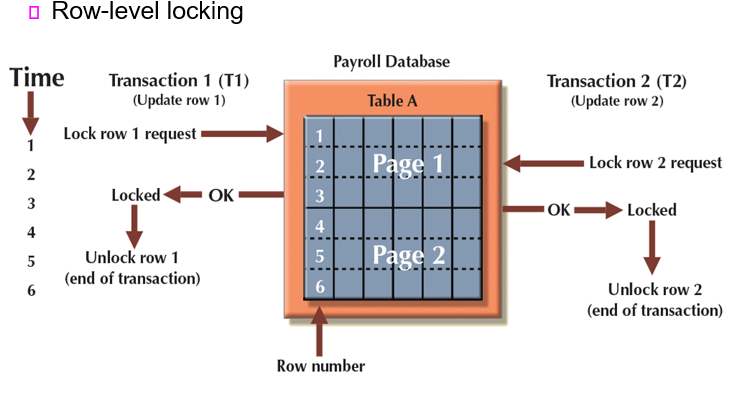 Row-level locking
Payroll Database
Time
Transaction 1 (T1)
(Update row 1)
Table A
Transaction 2 (T2)
(Update row 2)
1
2
3
4
5
6
Lock row 1 request
Locked
OK
Unlock row 1
(end of transaction)
1
2
3
4
5
6
Page 1
Page 2
Row number
Lock row 2 request
OK
Locked
Unlock row 2
(end of transaction)